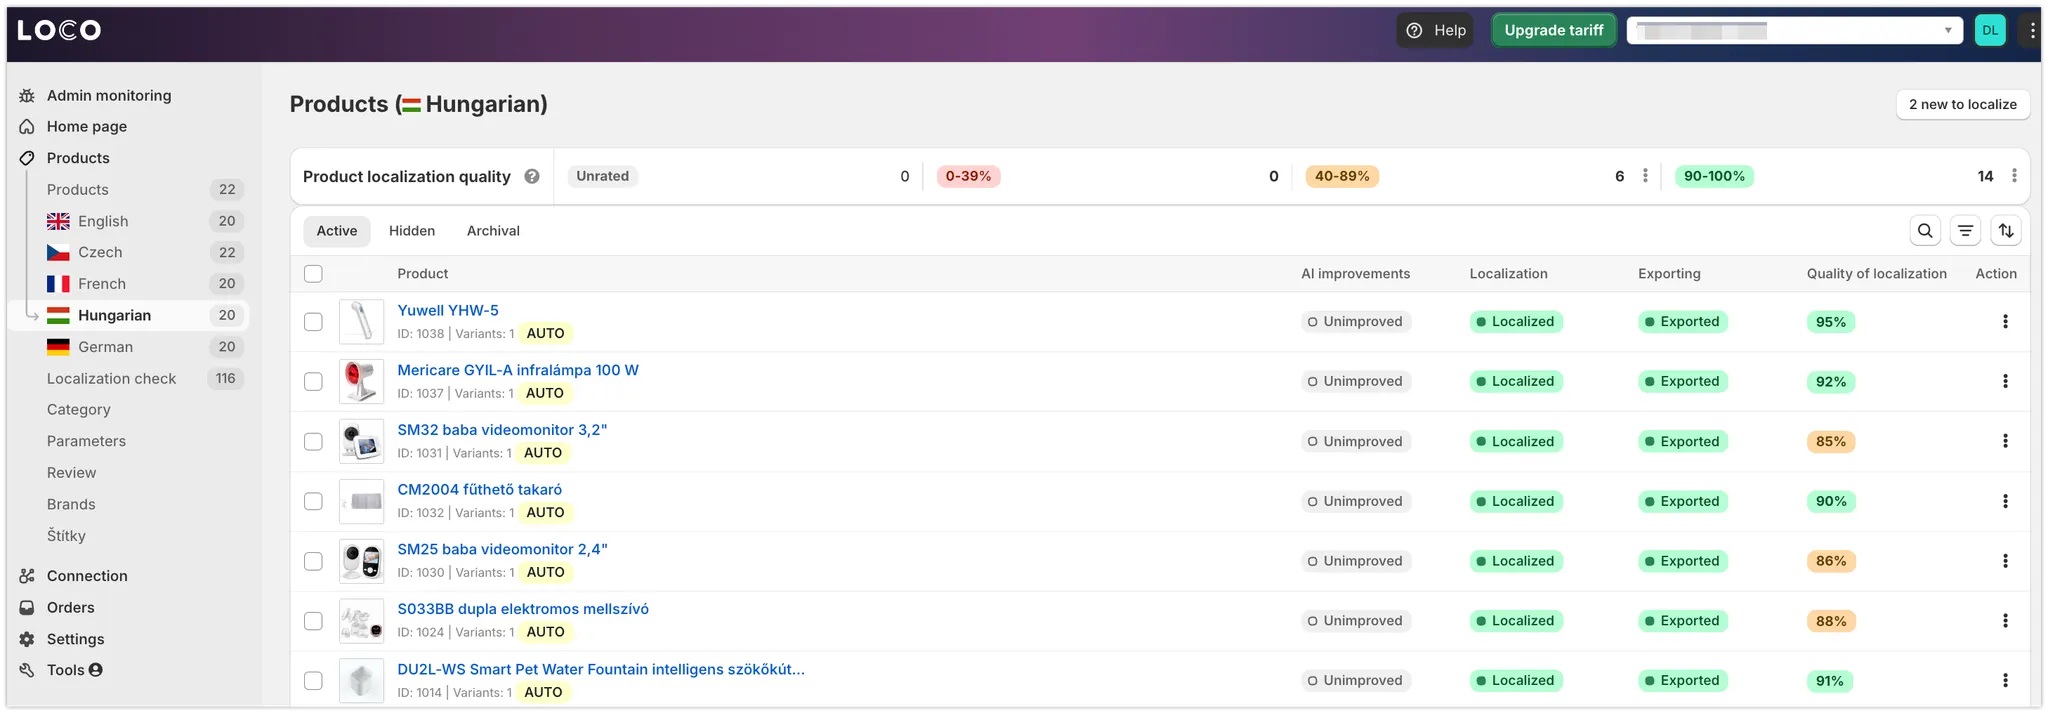 LOCO
Help
Upgrade tariff
DL
Admin monitoring
Home page
Products
Products 22
English 20
Czech 22
French 20
Hungarian 20
German 20
Localization check 116
Category
Parameters
Review
Brands
Štítky
Connection
Orders
Settings
Tools
Products (Hungarian)
2 new to localize
Product localization quality ? Unrated 0 0-39% 0 40-89% 6 90-100% 14
Active Hidden Archival
Product AI improvements Localization Exporting Quality of localization Action
Yuwell YHW-5
ID: 1038 | Variants: 1 AUTO
Unimproved Localized Exported 95%
Mericare GYIL-A infralámpa 100 W
ID: 1037 | Variants: 1 AUTO
Unimproved Localized Exported 92%
SM32 baba videomonitor 3,2"
ID: 1031 | Variants: 1 AUTO
Unimproved Localized Exported 85%
CM2004 fűthető takaró
ID: 1032 | Variants: 1 AUTO
Unimproved Localized Exported 90%
SM25 baba videomonitor 2,4"
ID: 1030 | Variants: 1 AUTO
Unimproved Localized Exported 86%
S033BB dupla elektromos mellszívó
ID: 1024 | Variants: 1 AUTO
Unimproved Localized Exported 88%
DU2L-WS Smart Pet Water Fountain intelligens szökőkút...
ID: 1014 | Variants: 1 AUTO
Unimproved Localized Exported 91%